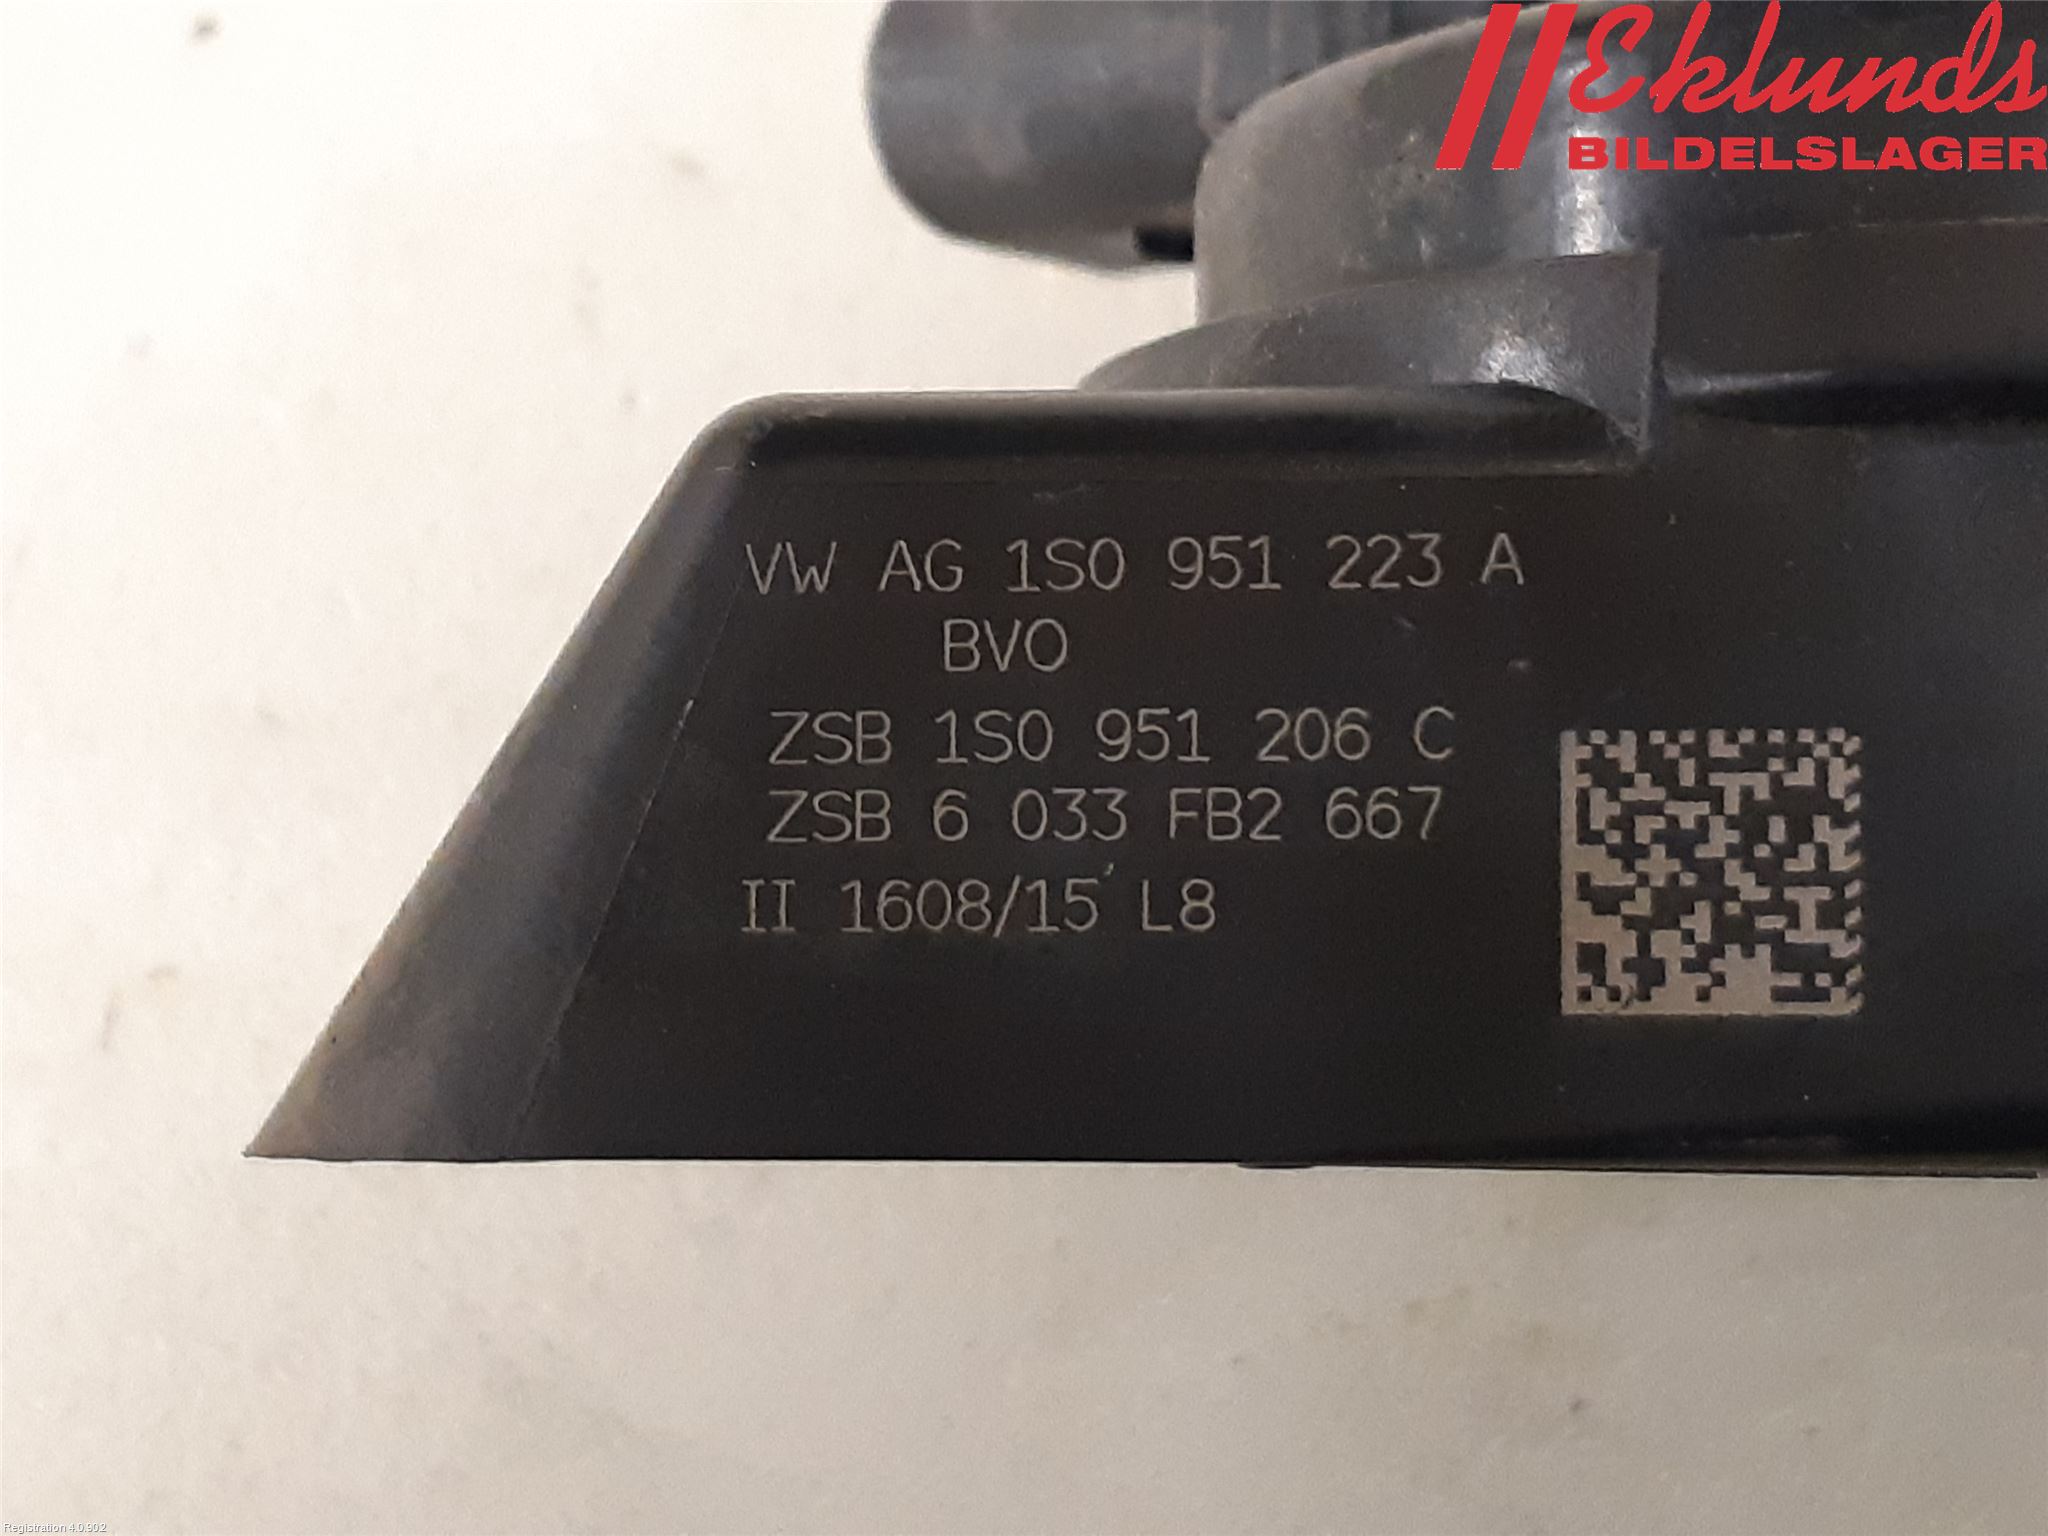 Eklunds
BILDELSLAGER
VW AG 1S0 951 223 A
BVO
ZSB 1S0 951 206 C
ZSB 6 033 FB2 667
II 1608/15 L8
Registration 4.0.902